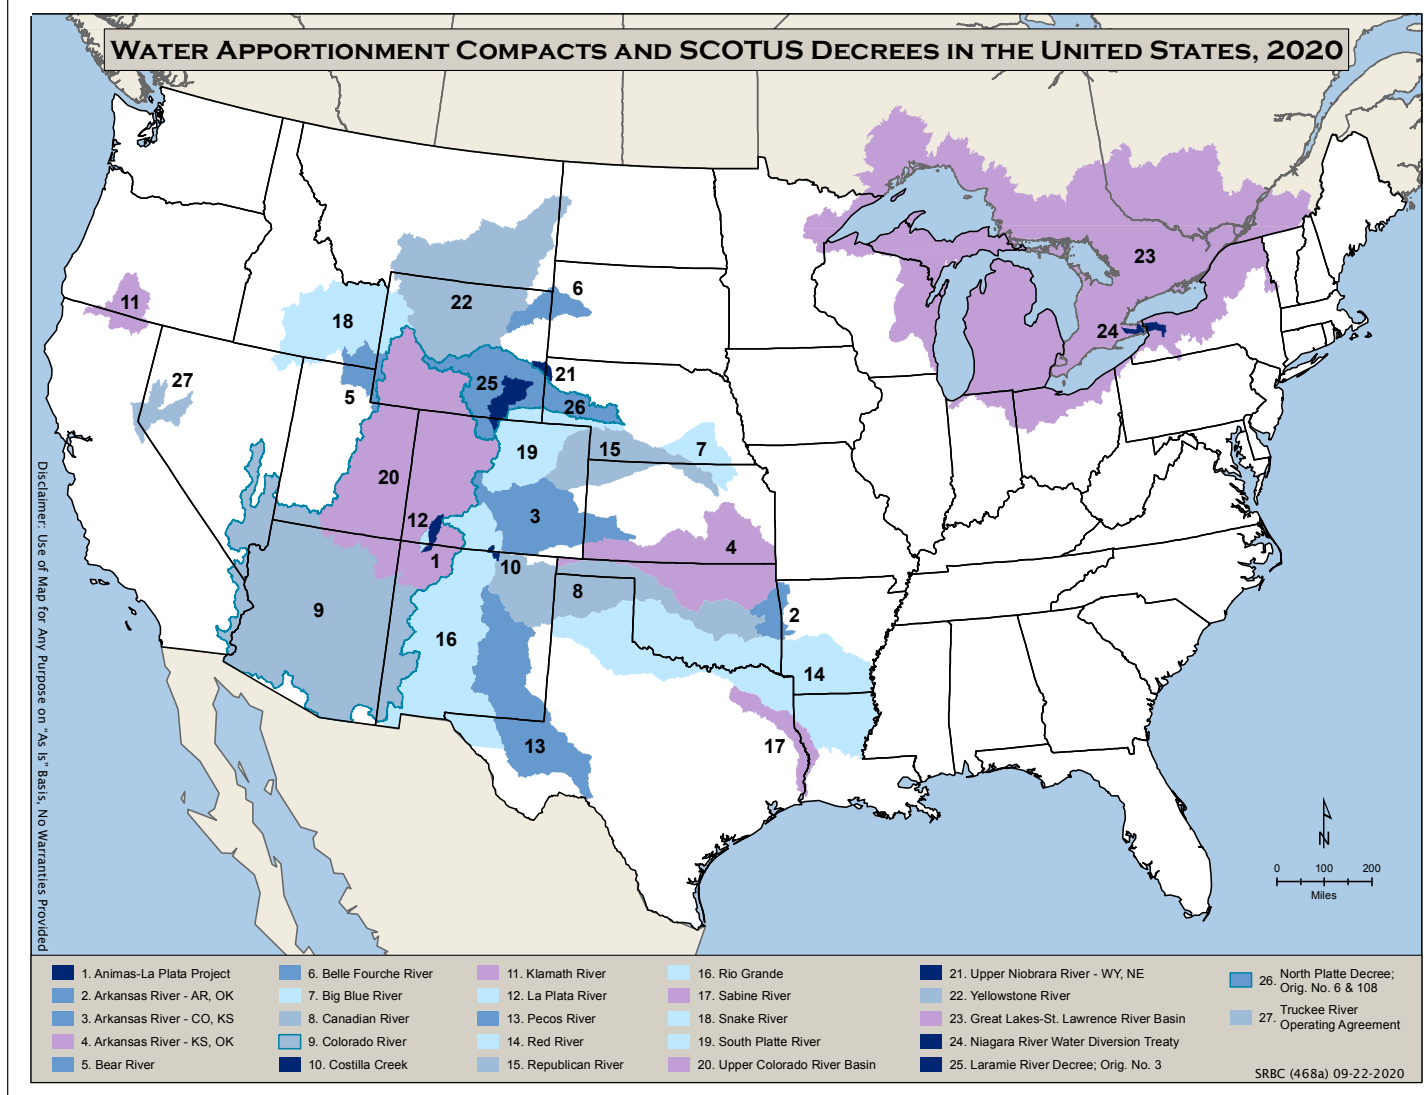 WATER APPORTIONMENT COMPACTS AND SCOTUS DECREES IN THE UNITED STATES, 2020
Disclaimer: Use of Map for Any Purpose on "As Is" Basis, No Warranties Provided
23
6
22
11
18
24
21
27
25
5
26
19
15
7
20
12
3
4
1
10
8
9
2
16
14
17
13
N
0 100 200
Miles
1. Animas-La Plata Project
2. Arkansas River - AR, OK
3. Arkansas River - CO, KS
4. Arkansas River - KS, OK
5. Bear River
6. Belle Fourche River
7. Big Blue River
8. Canadian River
9. Colorado River
10. Costilla Creek
11. Klamath River
12. La Plata River
13. Pecos River
14. Red River
15. Republican River
16. Rio Grande
17. Sabine River
18. Snake River
19. South Platte River
20. Upper Colorado River Basin
21. Upper Niobrara River - WY, NE
22. Yellowstone River
23. Great Lakes-St. Lawrence River Basin
24. Niagara River Water Diversion Treaty
25. Laramie River Decree; Orig. No. 3
26. North Platte Decree;
Orig. No. 6 & 108
27. Truckee River
Operating Agreement
SRBC (468a) 09-22-2020